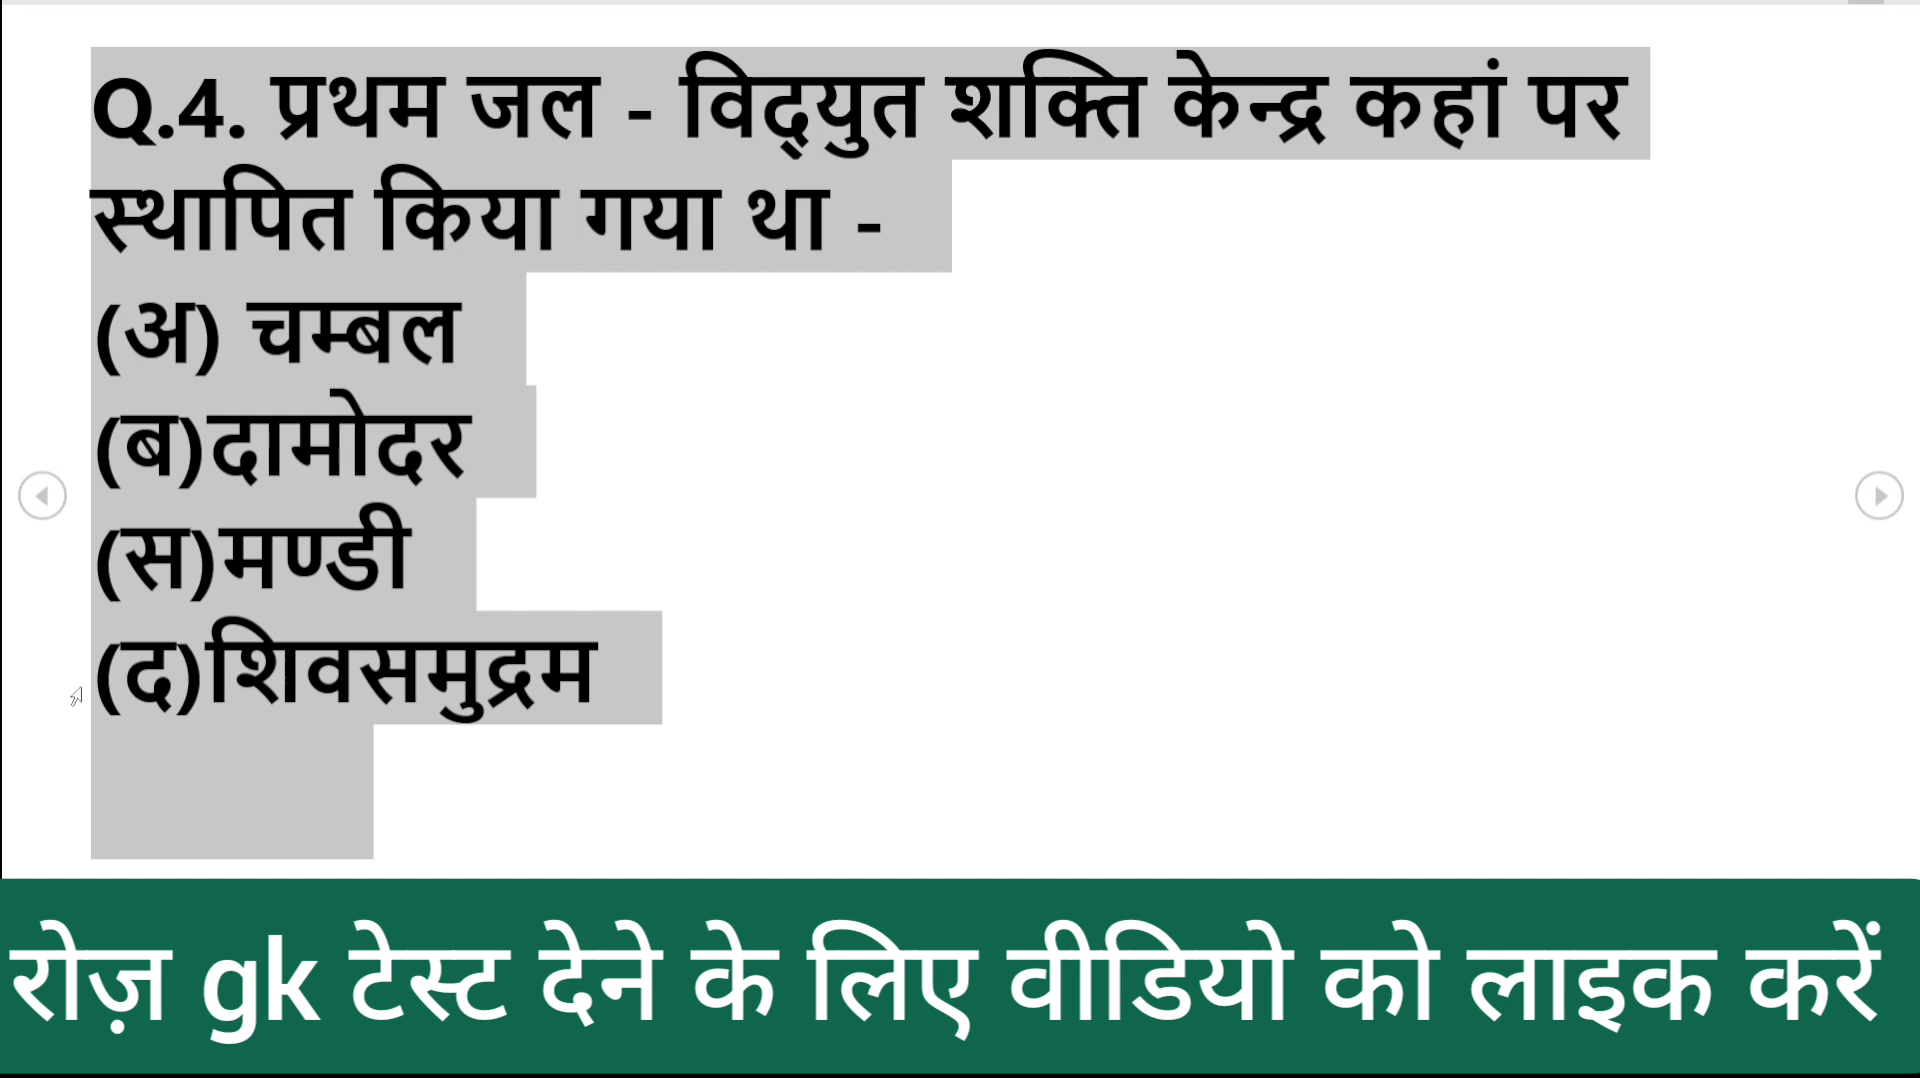 Q.4. प्रथम जल - विद्युत शक्ति केन्द्र कहां पर
स्थापित किया गया था -
(अ) चम्बल
(ब)दामोदर
(स)मण्डी
(द)शिवसमुद्रम
रोज़ gk टेस्ट देने के लिए वीडियो को लाइक करें